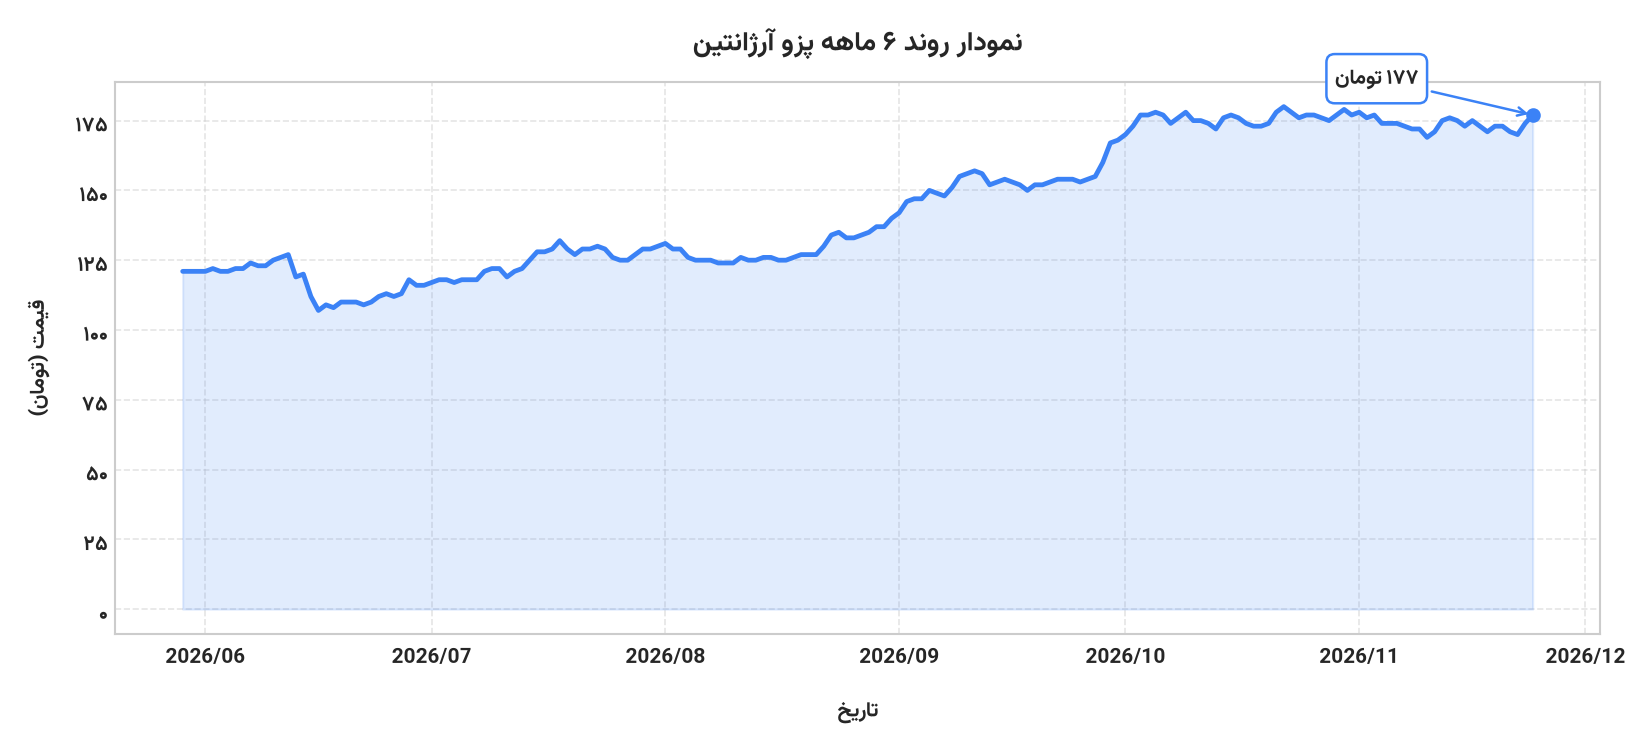 نمودار روند ۶ ماهه پزو آرژانتین
۱۷۷ تومان
قیمت (تومان)
۱۷۵
۱۵۰
۱۲۵
۱۰۰
۷۵
۵۰
۲۵
۰
2026/06 2026/07 2026/08 2026/09 2026/10 2026/11 2026/12
تاریخ